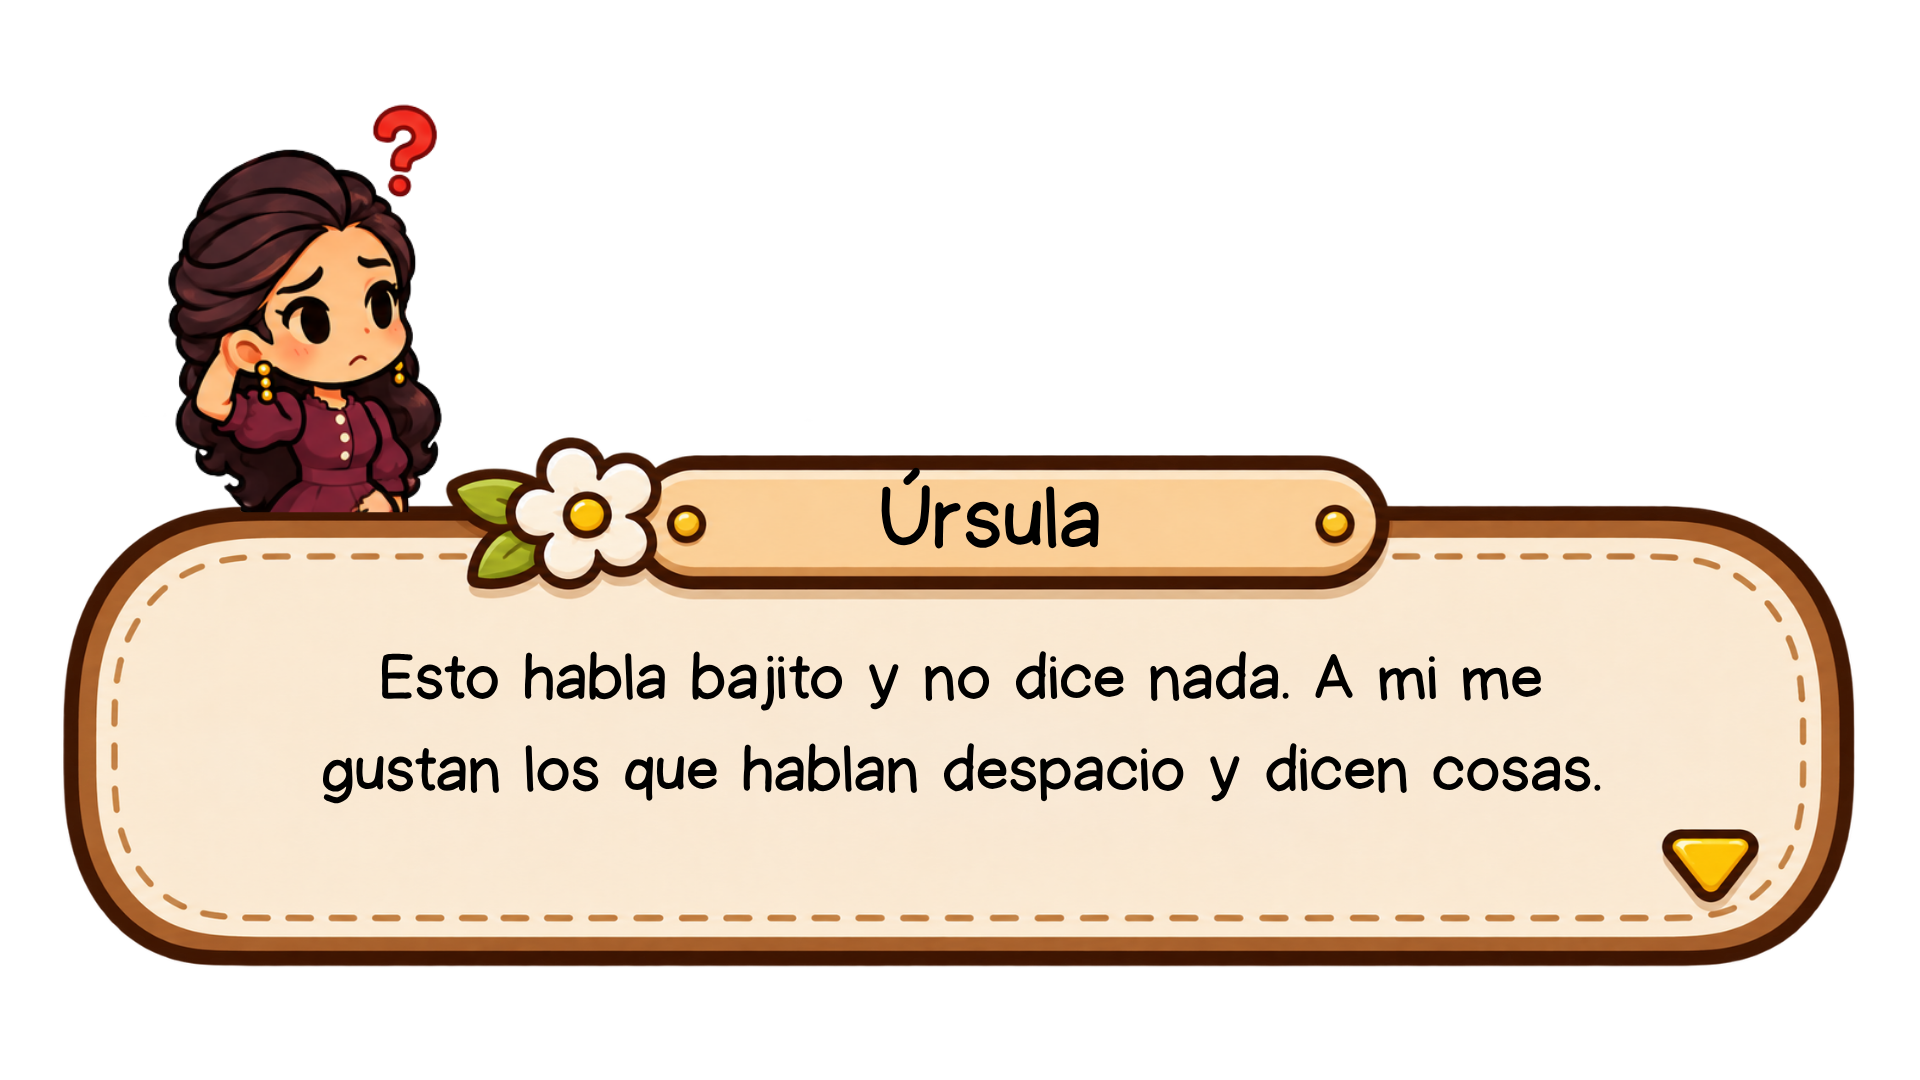 Úrsula
Esto habla bajito y no dice nada. A mi me
gustan los que hablan despacio y dicen cosas.